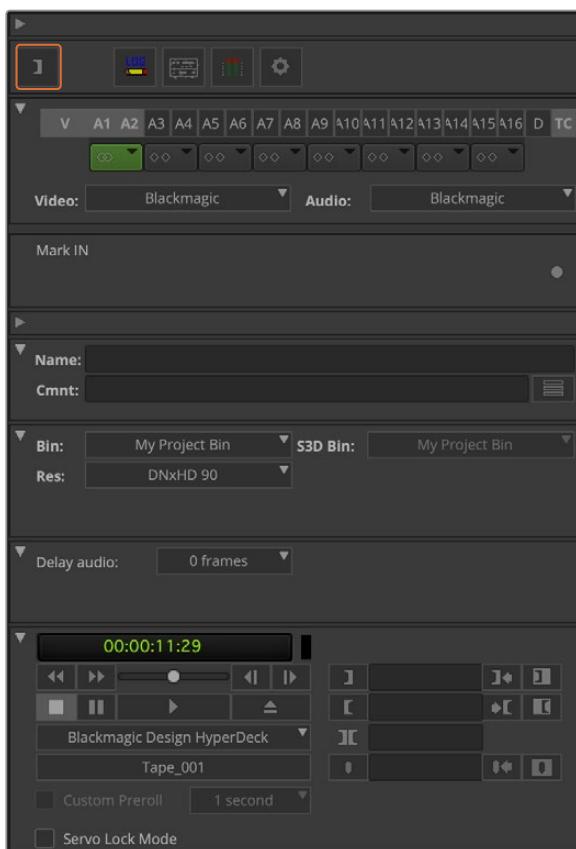 LOG
V A1 A2 A3 A4 A5 A6 A7 A8 A9 A10 A11 A12 A13 A14 A15 A16 D TC
Video: Blackmagic Audio: Blackmagic
Mark IN
Name:
Cmnt:
Bin: My Project Bin S3D Bin: My Project Bin
Res: DNxHD 90
Delay audio: 0 frames
00:00:11:29
Blackmagic Design HyperDeck
Tape_001
Custom Preroll 1 second
Servo Lock Mode